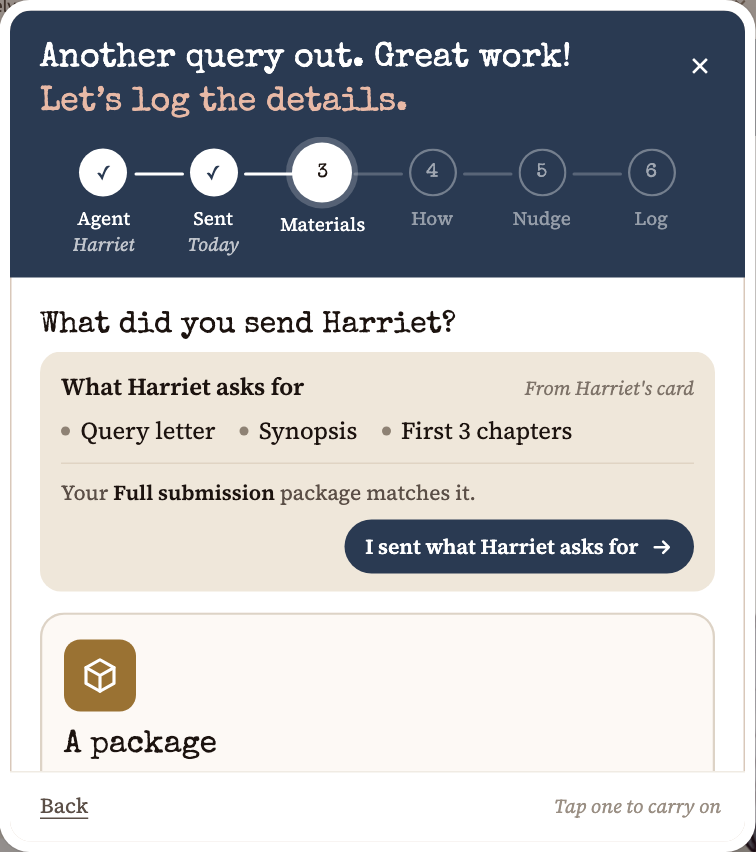 Another query out. Great work!
Let's log the details.
✓ ✓ 3 4 5 6
Agent Sent Materials How Nudge Log
Harriet Today
What did you send Harriet?
What Harriet asks for From Harriet's card
• Query letter • Synopsis • First 3 chapters
Your Full submission package matches it.
I sent what Harriet asks for →
A package
Back Tap one to carry on